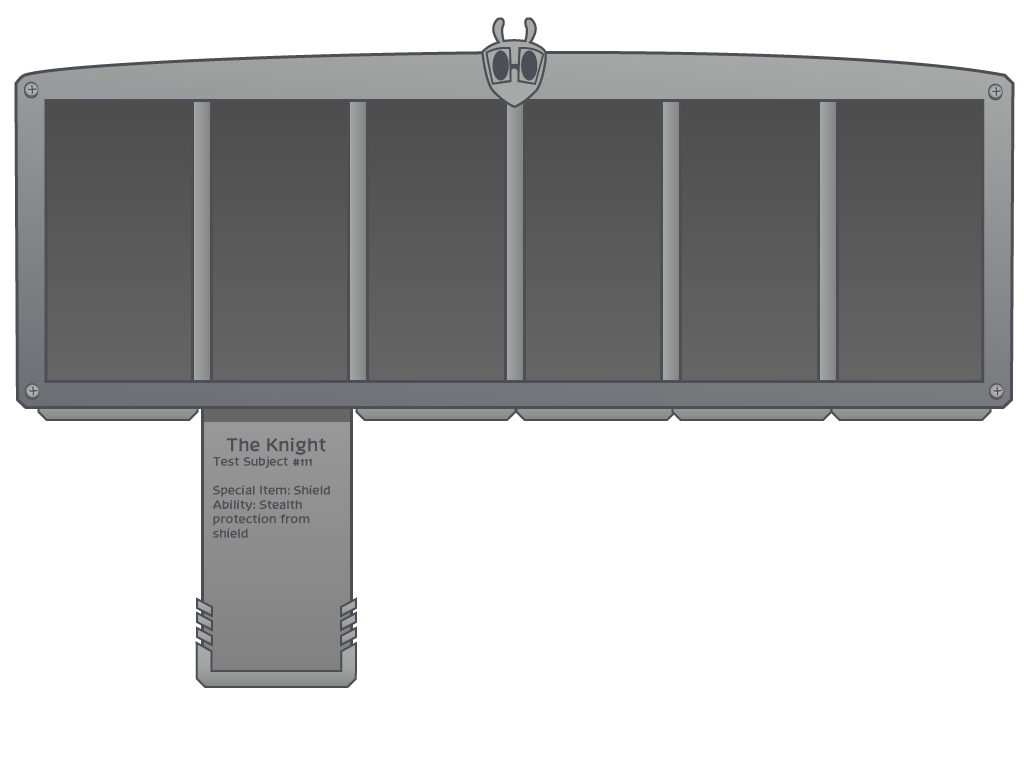 The Knight
Test Subject #111
Special Item: Shield
Ability: Stealth
protection from
shield